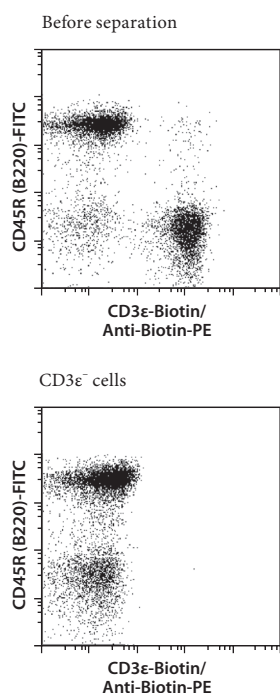 Before separation
CD45R (B220)-FITC
CD3ε-Biotin/
Anti-Biotin-PE
CD3ε⁻ cells
CD45R (B220)-FITC
CD3ε-Biotin/
Anti-Biotin-PE